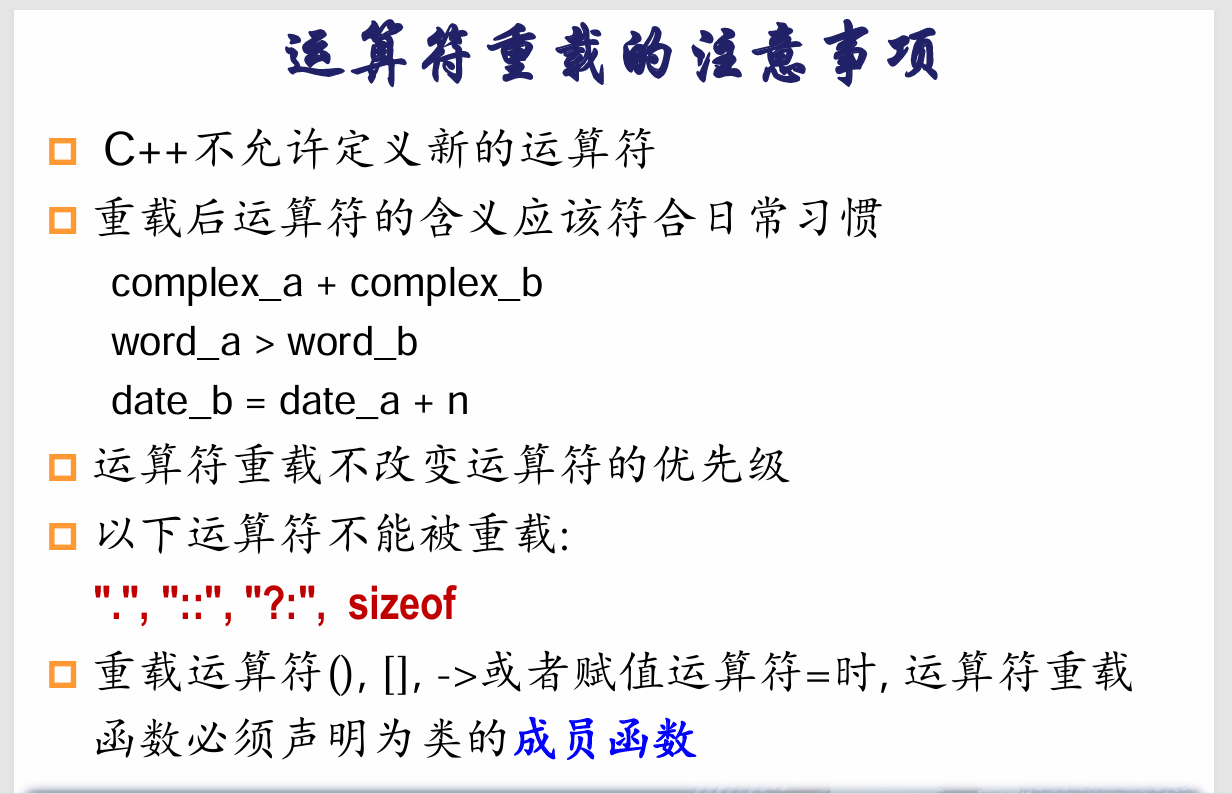 运算符重载的注意事项
C++不允许定义新的运算符
重载后运算符的含义应该符合日常习惯
complex_a + complex_b
word_a > word_b
date_b = date_a + n
运算符重载不改变运算符的优先级
以下运算符不能被重载:
".", "::", "?:", sizeof
重载运算符(), [], ->或者赋值运算符=时, 运算符重载
函数必须声明为类的成员函数